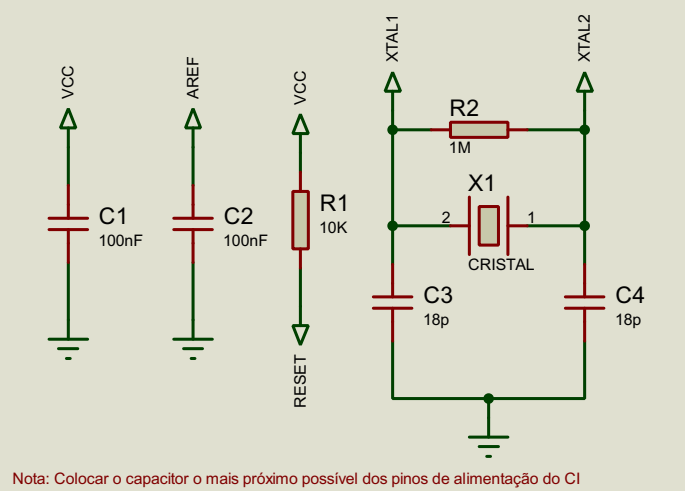 VCC
C1
100nF
AREF
C2
100nF
VCC
R1
10K
RESET
XTAL1
XTAL2
R2
1M
X1
2
1
CRISTAL
C3
18p
C4
18p
Nota: Colocar o capacitor o mais próximo possível dos pinos de alimentação do CI